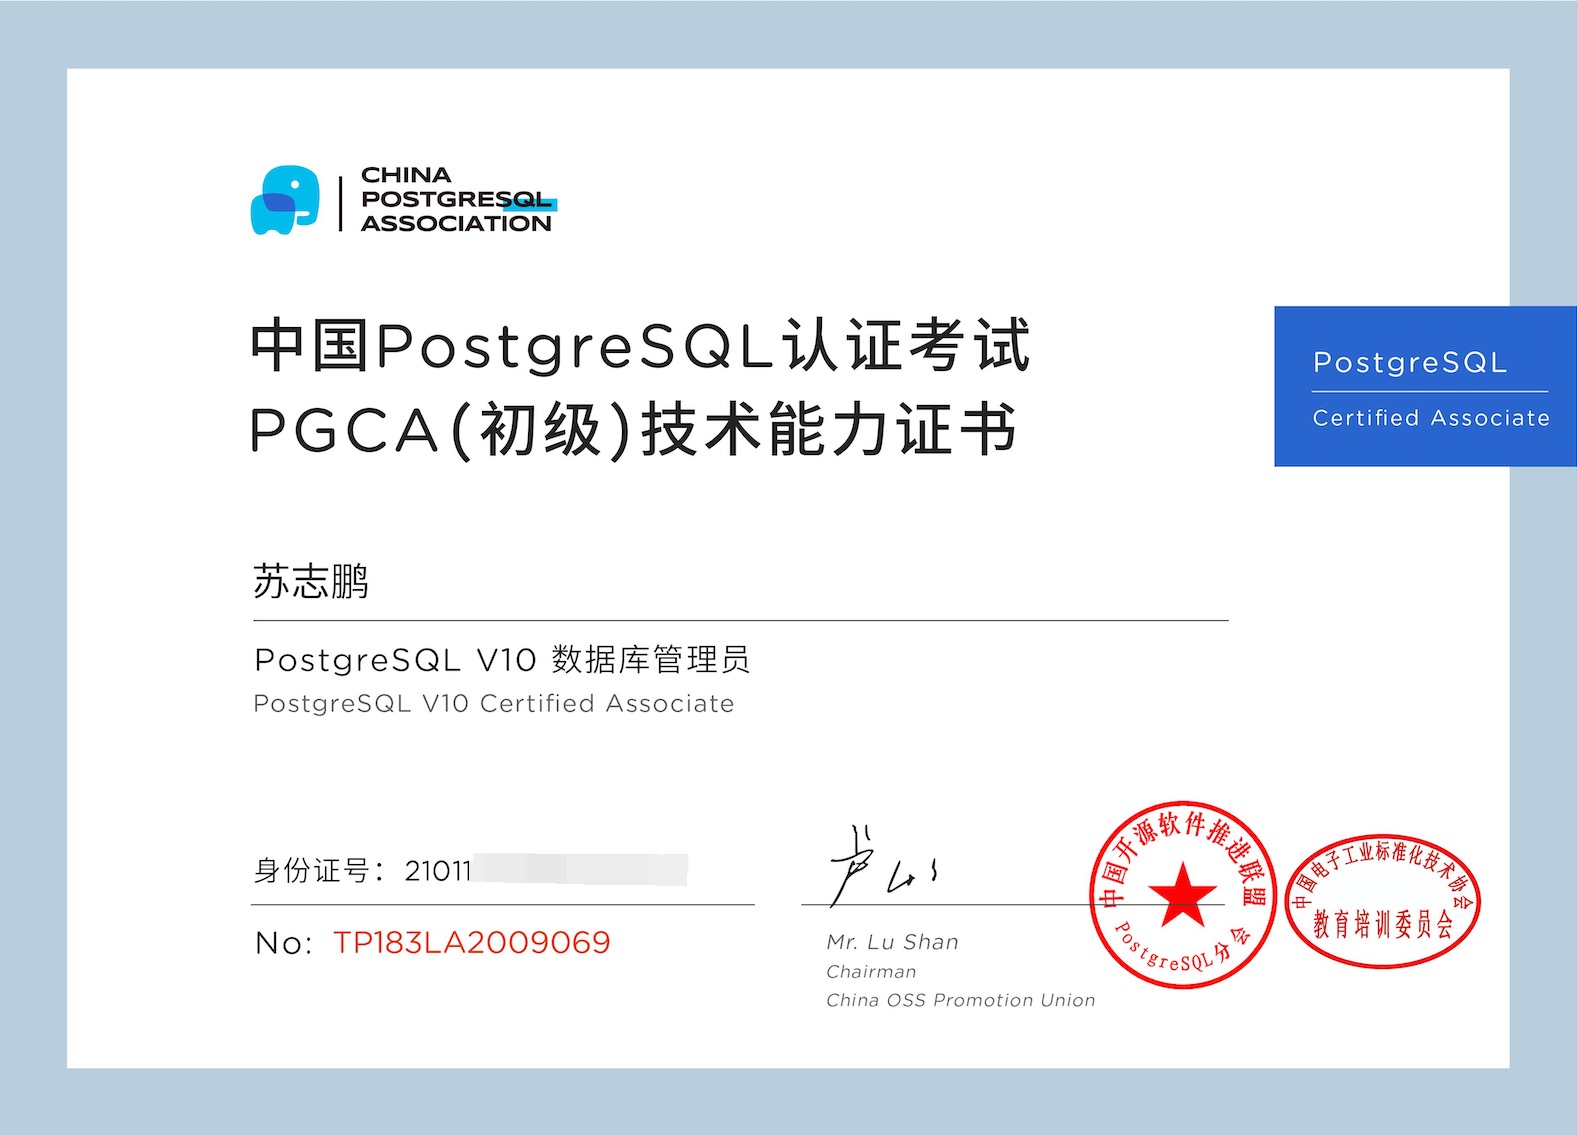 CHINA
POSTGRESQL
ASSOCIATION
中国PostgreSQL认证考试
PGCA(初级)技术能力证书
PostgreSQL
Certified Associate
苏志鹏
PostgreSQL V10 数据库管理员
PostgreSQL V10 Certified Associate
身份证号：21011
No: TP183LA2009069
卢山
Mr. Lu Shan
Chairman
China OSS Promotion Union
中国开源软件推进联盟
PostgreSQL分会
中国电子工业标准化技术协会
教育培训委员会